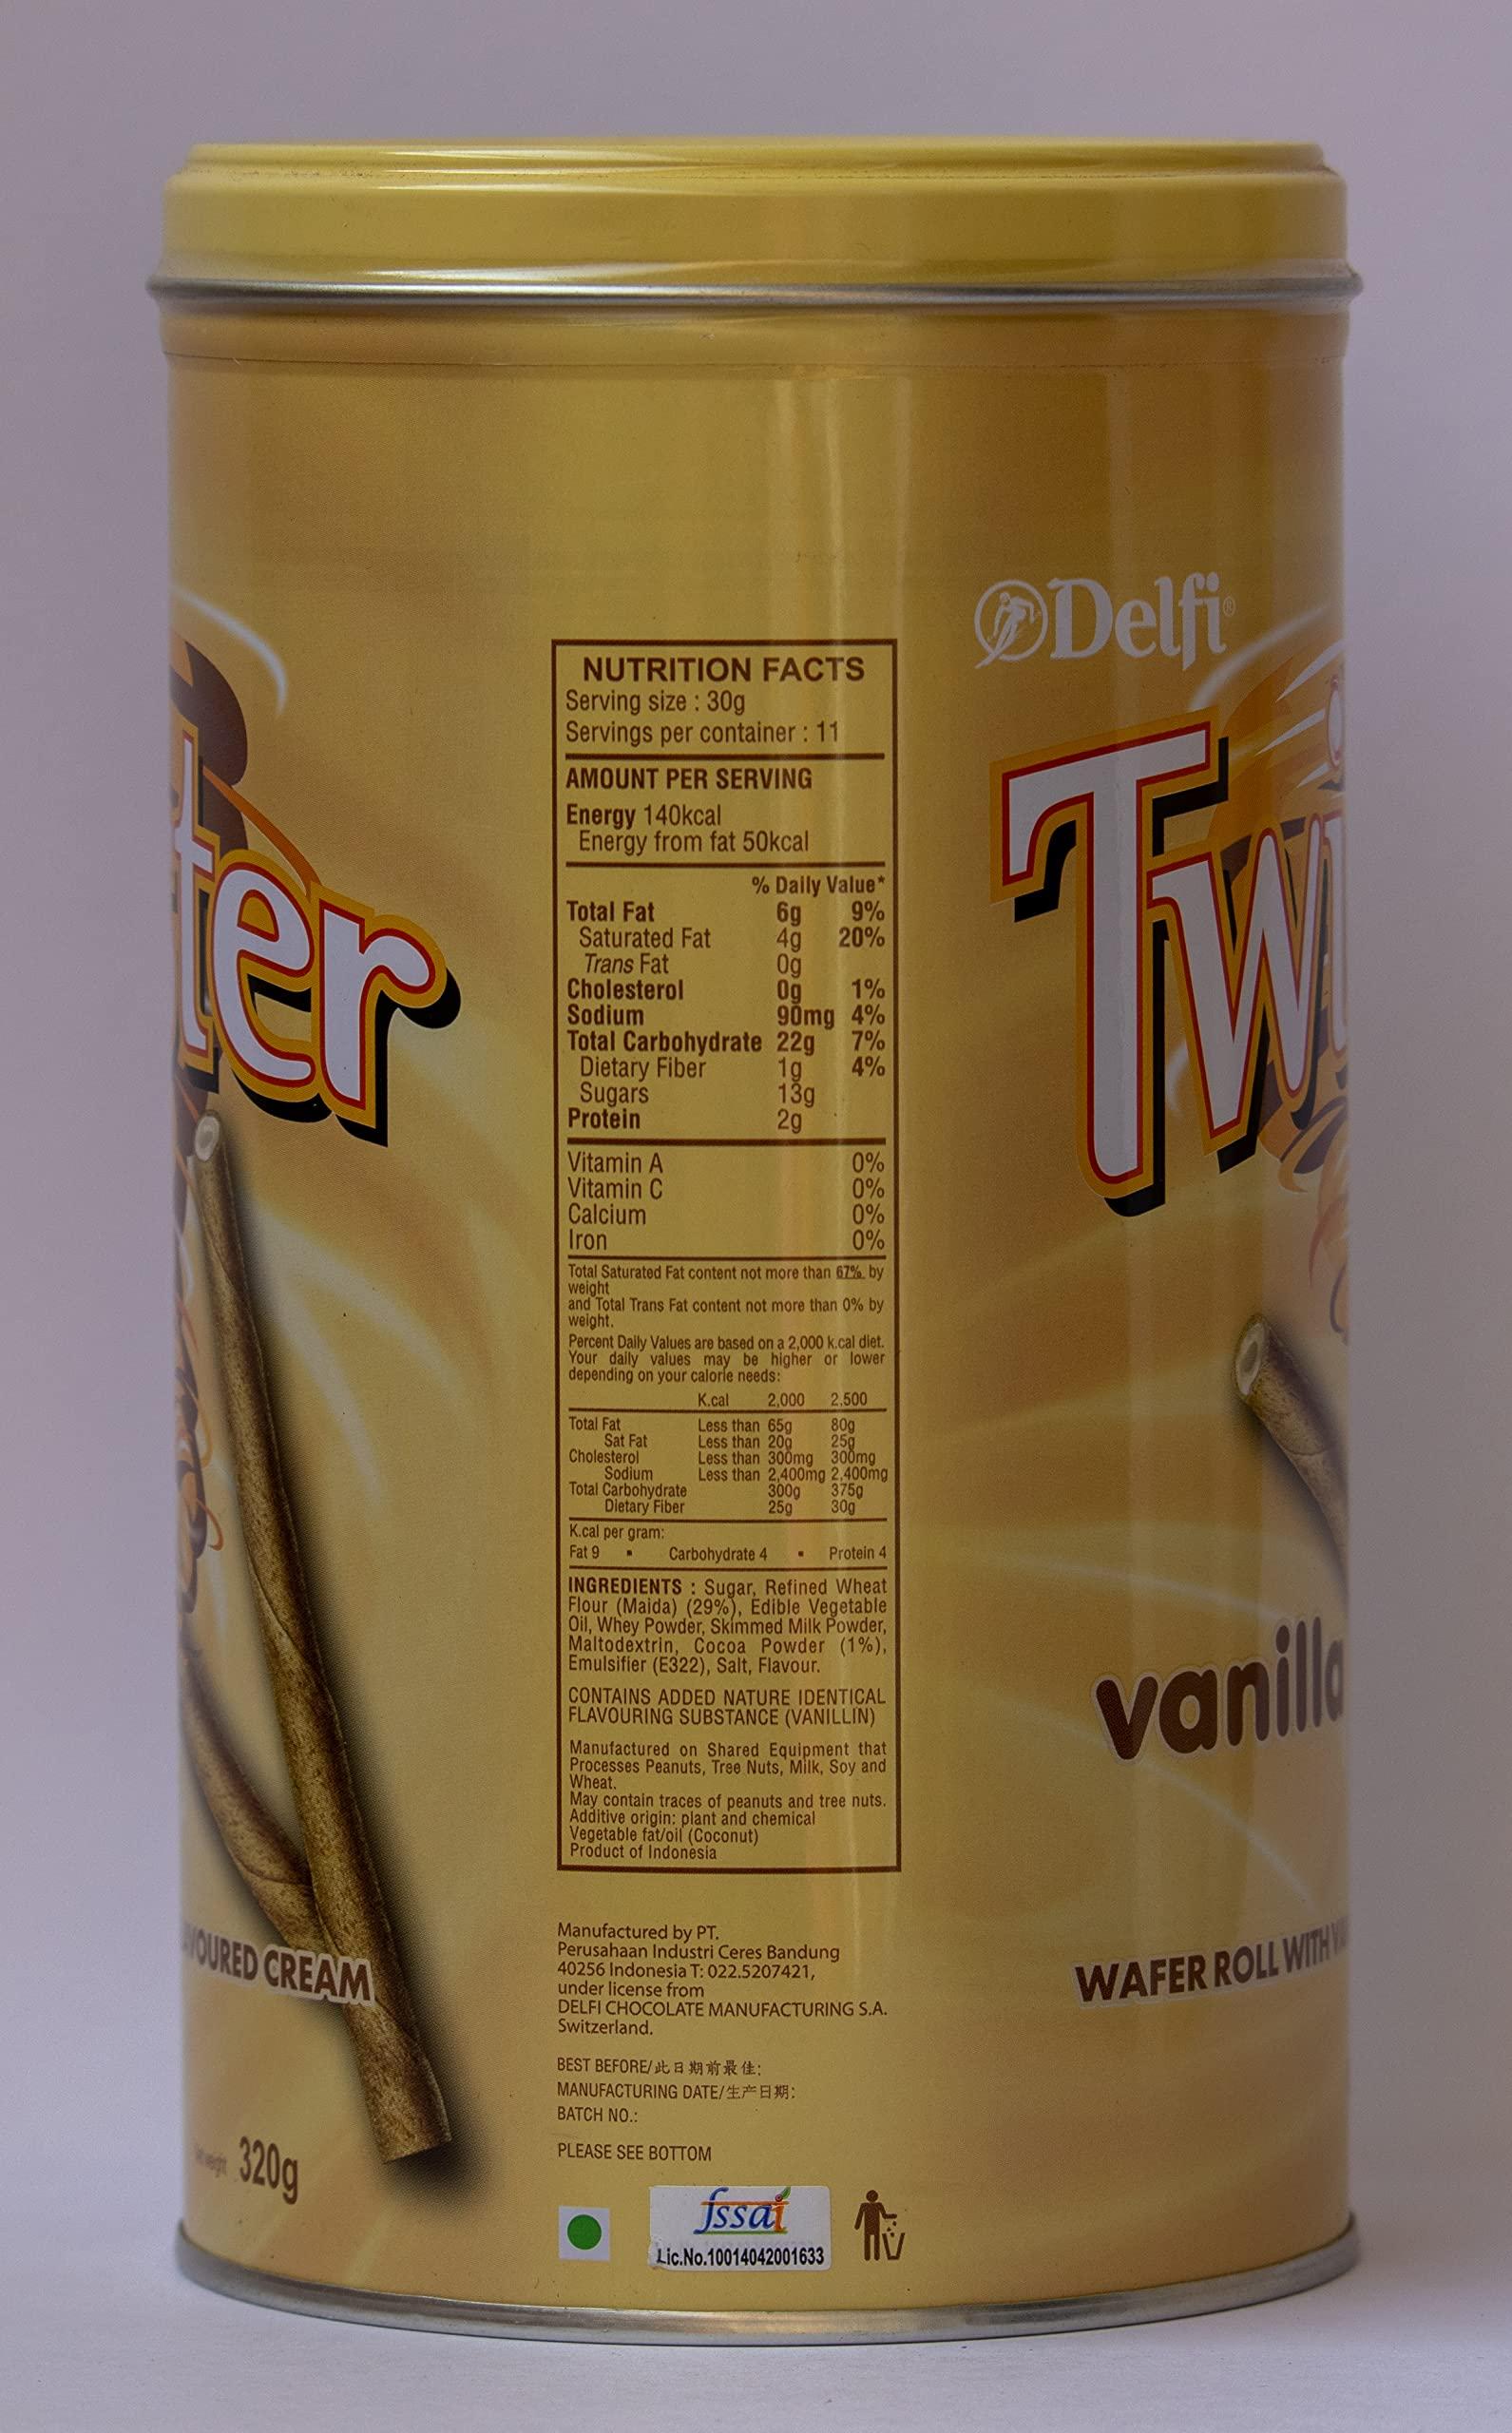 ter
VOURED CREAM
320g
NUTRITION FACTS
Serving size : 30g
Servings per container : 11
AMOUNT PER SERVING
Energy 140kcal
Energy from fat 50kcal
% Daily Value*
Total Fat 6g 9%
Saturated Fat 4g 20%
Trans Fat 0g
Cholesterol 0g 1%
Sodium 90mg 4%
Total Carbohydrate 22g 7%
Dietary Fiber 1g 4%
Sugars 13g
Protein 2g
Vitamin A 0%
Vitamin C 0%
Calcium 0%
Iron 0%
Total Saturated Fat content not more than 67% by
weight
and Total Trans Fat content not more than 0% by
weight.
Percent Daily Values are based on a 2,000 k.cal diet.
Your daily values may be higher or lower
depending on your calorie needs:
K.cal 2,000 2.500
Total Fat Less than 65g 80g
Sat Fat Less than 20g 25g
Cholesterol Less than 300mg 300mg
Sodium Less than 2,400mg 2,400mg
Total Carbohydrate 300g 375g
Dietary Fiber 25g 30g
K.cal per gram:
Fat 9 ▪ Carbohydrate 4 ▪ Protein 4
INGREDIENTS : Sugar, Refined Wheat
Flour (Maida) (29%), Edible Vegetable
Oil, Whey Powder, Skimmed Milk Powder,
Maltodextrin, Cocoa Powder (1%),
Emulsifier (E322), Salt, Flavour.
CONTAINS ADDED NATURE IDENTICAL
FLAVOURING SUBSTANCE (VANILLIN)
Manufactured on Shared Equipment that
Processes Peanuts, Tree Nuts, Milk, Soy and
Wheat.
May contain traces of peanuts and tree nuts.
Additive origin: plant and chemical
Vegetable fat/oil (Coconut)
Product of Indonesia
Manufactured by PT.
Perusahaan Industri Ceres Bandung
40256 Indonesia T: 022.5207421,
under license from
DELFI CHOCOLATE MANUFACTURING S.A.
Switzerland.
BEST BEFORE/此日期前最佳:
MANUFACTURING DATE/生产日期:
BATCH NO.:
PLEASE SEE BOTTOM
fssai
Lic.No.10014042001633
Delfi®
Twi
vanilla
WAFER ROLL WITH